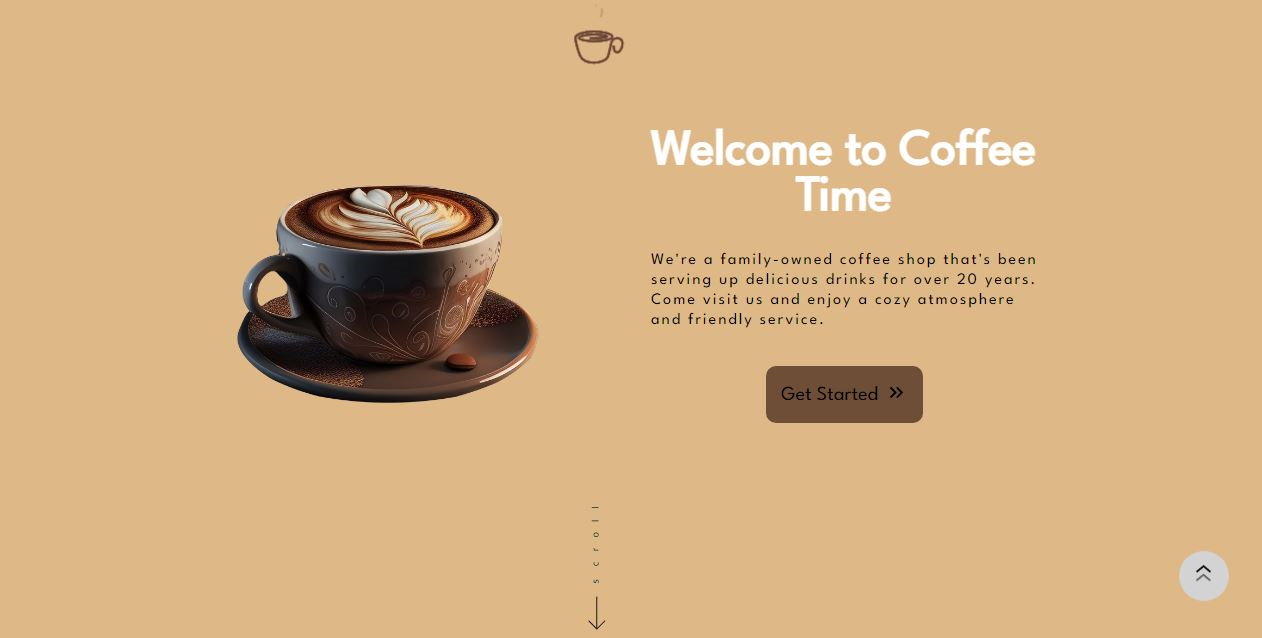 Welcome to Coffee
Time
We're a family-owned coffee shop that's been
serving up delicious drinks for over 20 years.
Come visit us and enjoy a cozy atmosphere
and friendly service.
Get Started
scroll